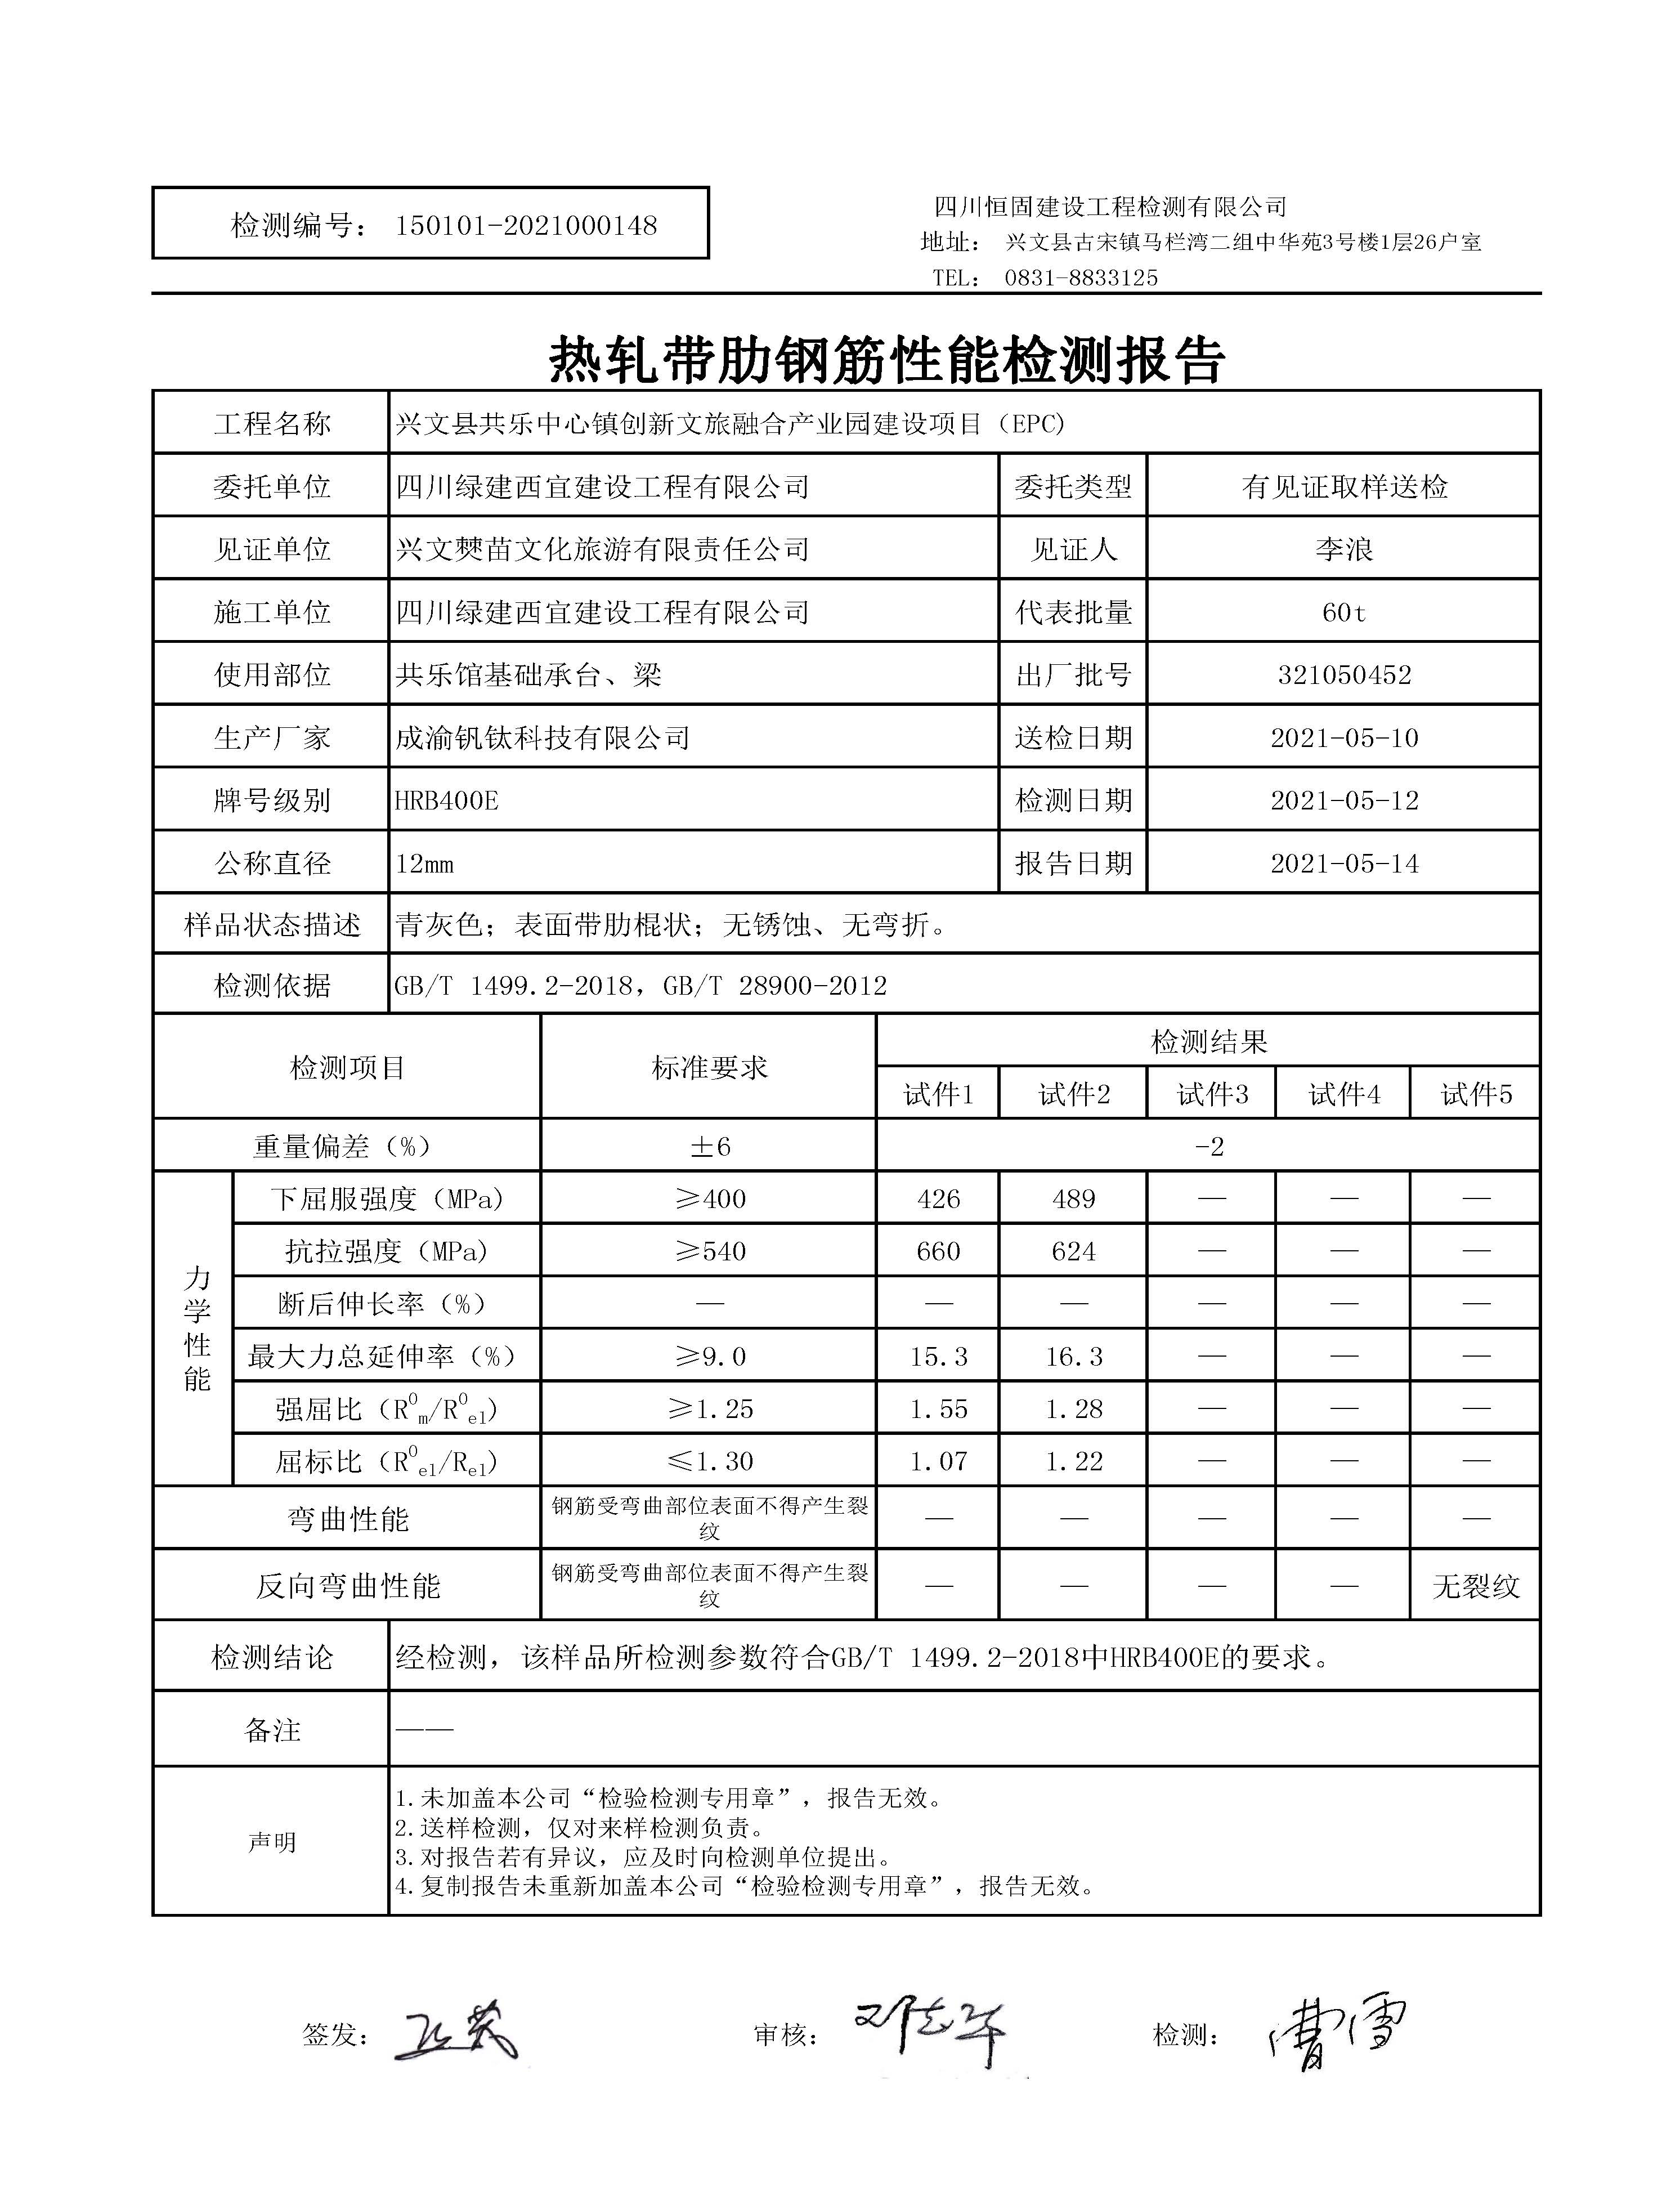 检测编号： 150101-2021000148
四川恒固建设工程检测有限公司
地址： 兴文县古宋镇马栏湾二组中华苑3号楼1层26户室
TEL： 0831-8833125
热轧带肋钢筋性能检测报告
工程名称 兴文县共乐中心镇创新文旅融合产业园建设项目（EPC）
委托单位 四川绿建西宜建设工程有限公司 委托类型 有见证取样送检
见证单位 兴文僰苗文化旅游有限责任公司 见证人 李浪
施工单位 四川绿建西宜建设工程有限公司 代表批量 60t
使用部位 共乐馆基础承台、梁 出厂批号 321050452
生产厂家 成渝钒钛科技有限公司 送检日期 2021-05-10
牌号级别 HRB400E 检测日期 2021-05-12
公称直径 12mm 报告日期 2021-05-14
样品状态描述 青灰色；表面带肋棍状；无锈蚀、无弯折。
检测依据 GB/T 1499.2-2018，GB/T 28900-2012
检测项目 标准要求 检测结果
试件1 试件2 试件3 试件4 试件5
重量偏差（%） ±6 -2
力学性能
下屈服强度（MPa） ≥400 426 489 — — —
抗拉强度（MPa） ≥540 660 624 — — —
断后伸长率（%） — — — — — —
最大力总延伸率（%） ≥9.0 15.3 16.3 — — —
强屈比（R⁰m/R⁰el） ≥1.25 1.55 1.28 — — —
屈标比（R⁰el/Rel） ≤1.30 1.07 1.22 — — —
弯曲性能 钢筋受弯曲部位表面不得产生裂
纹 — — — — —
反向弯曲性能 钢筋受弯曲部位表面不得产生裂
纹 — — — — 无裂纹
检测结论 经检测，该样品所检测参数符合GB/T 1499.2-2018中HRB400E的要求。
备注 ——
声明
1.未加盖本公司“检验检测专用章”，报告无效。
2.送样检测，仅对来样检测负责。
3.对报告若有异议，应及时向检测单位提出。
4.复制报告未重新加盖本公司“检验检测专用章”，报告无效。
签发： 审核： 检测： 曹雪